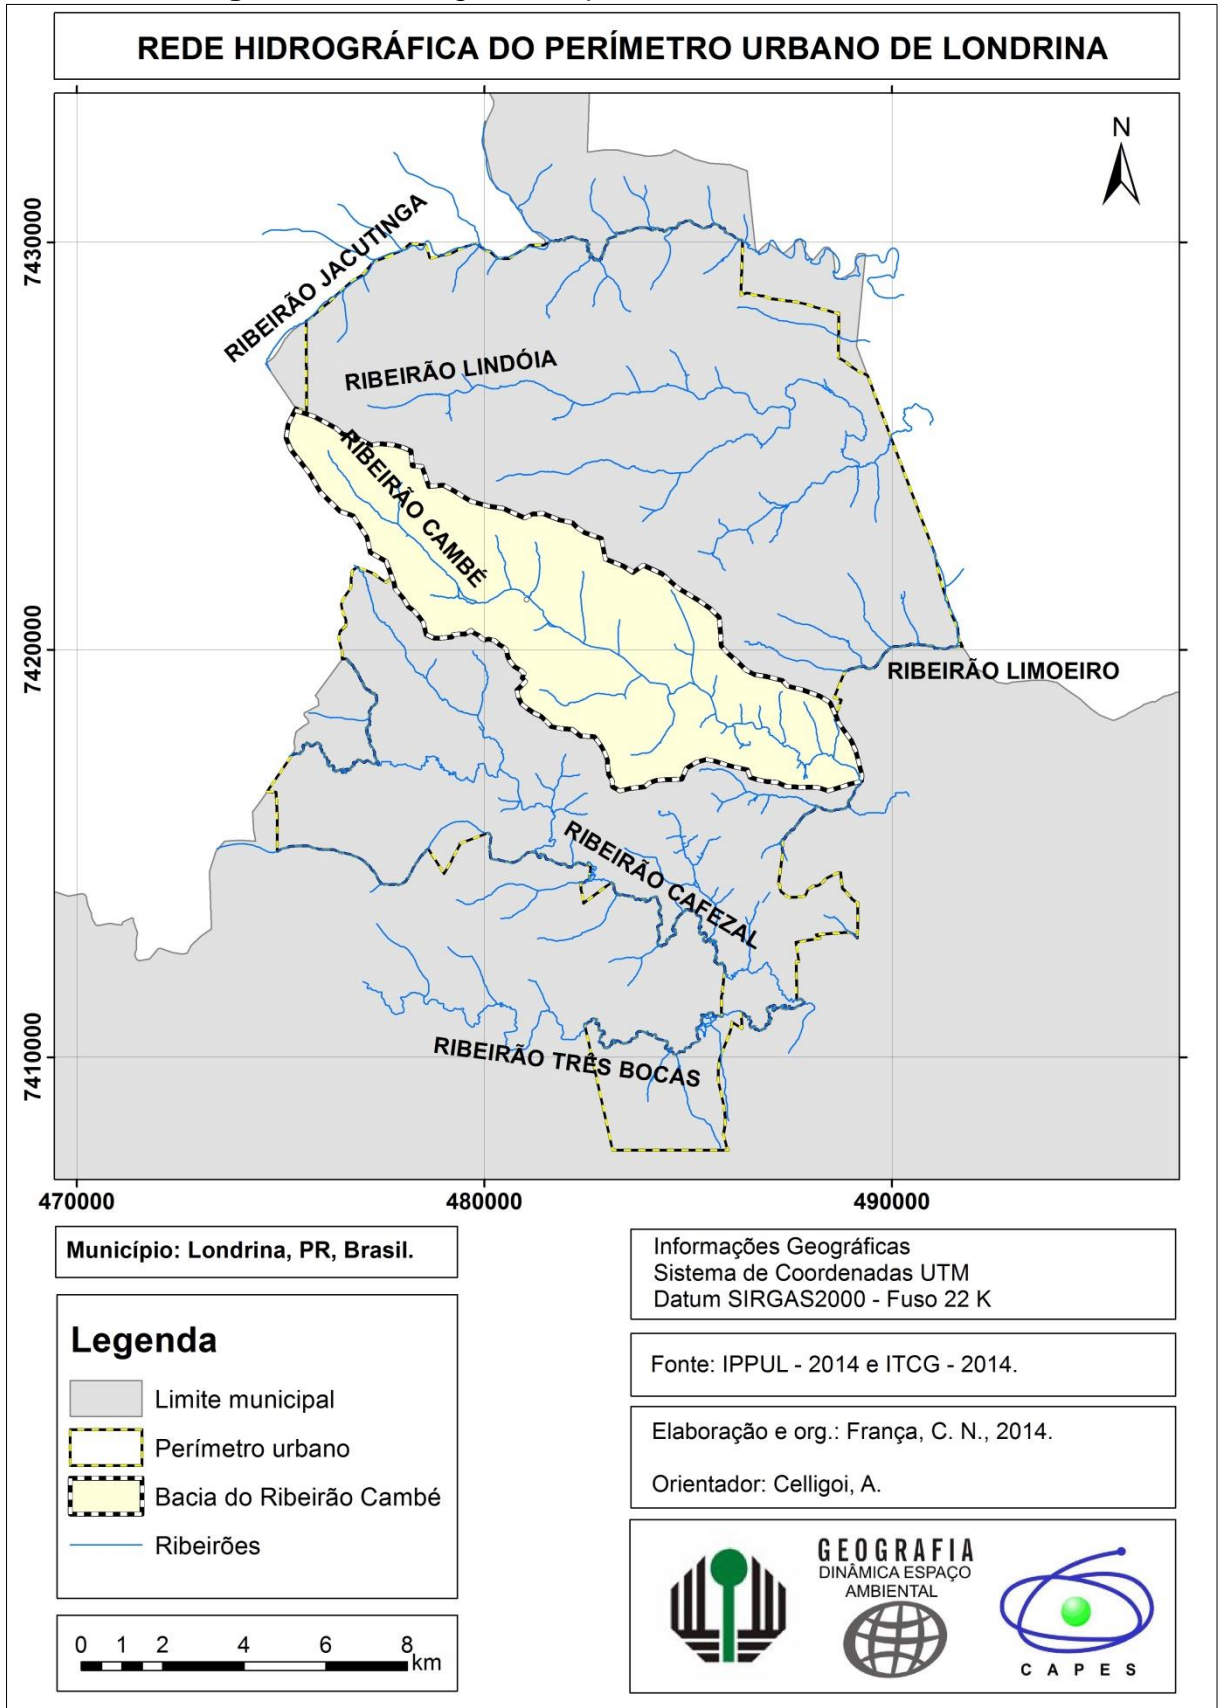 REDE HIDROGRÁFICA DO PERÍMETRO URBANO DE LONDRINA
N
7430000
7420000
7410000
RIBEIRÃO JACUTINGA
RIBEIRÃO LINDÓIA
RIBEIRÃO CAMBÉ
RIBEIRÃO LIMOEIRO
RIBEIRÃO CAFEZAL
RIBEIRÃO TRÊS BOCAS
470000
480000
490000
Município: Londrina, PR, Brasil.
Legenda
Limite municipal
Perímetro urbano
Bacia do Ribeirão Cambé
Ribeirões
0 1 2 4 6 8
km
Informações Geográficas
Sistema de Coordenadas UTM
Datum SIRGAS2000 - Fuso 22 K
Fonte: IPPUL - 2014 e ITCG - 2014.
Elaboração e org.: França, C. N., 2014.
Orientador: Celligoi, A.
GEOGRAFIA
DINÂMICA ESPAÇO
AMBIENTAL
CAPES